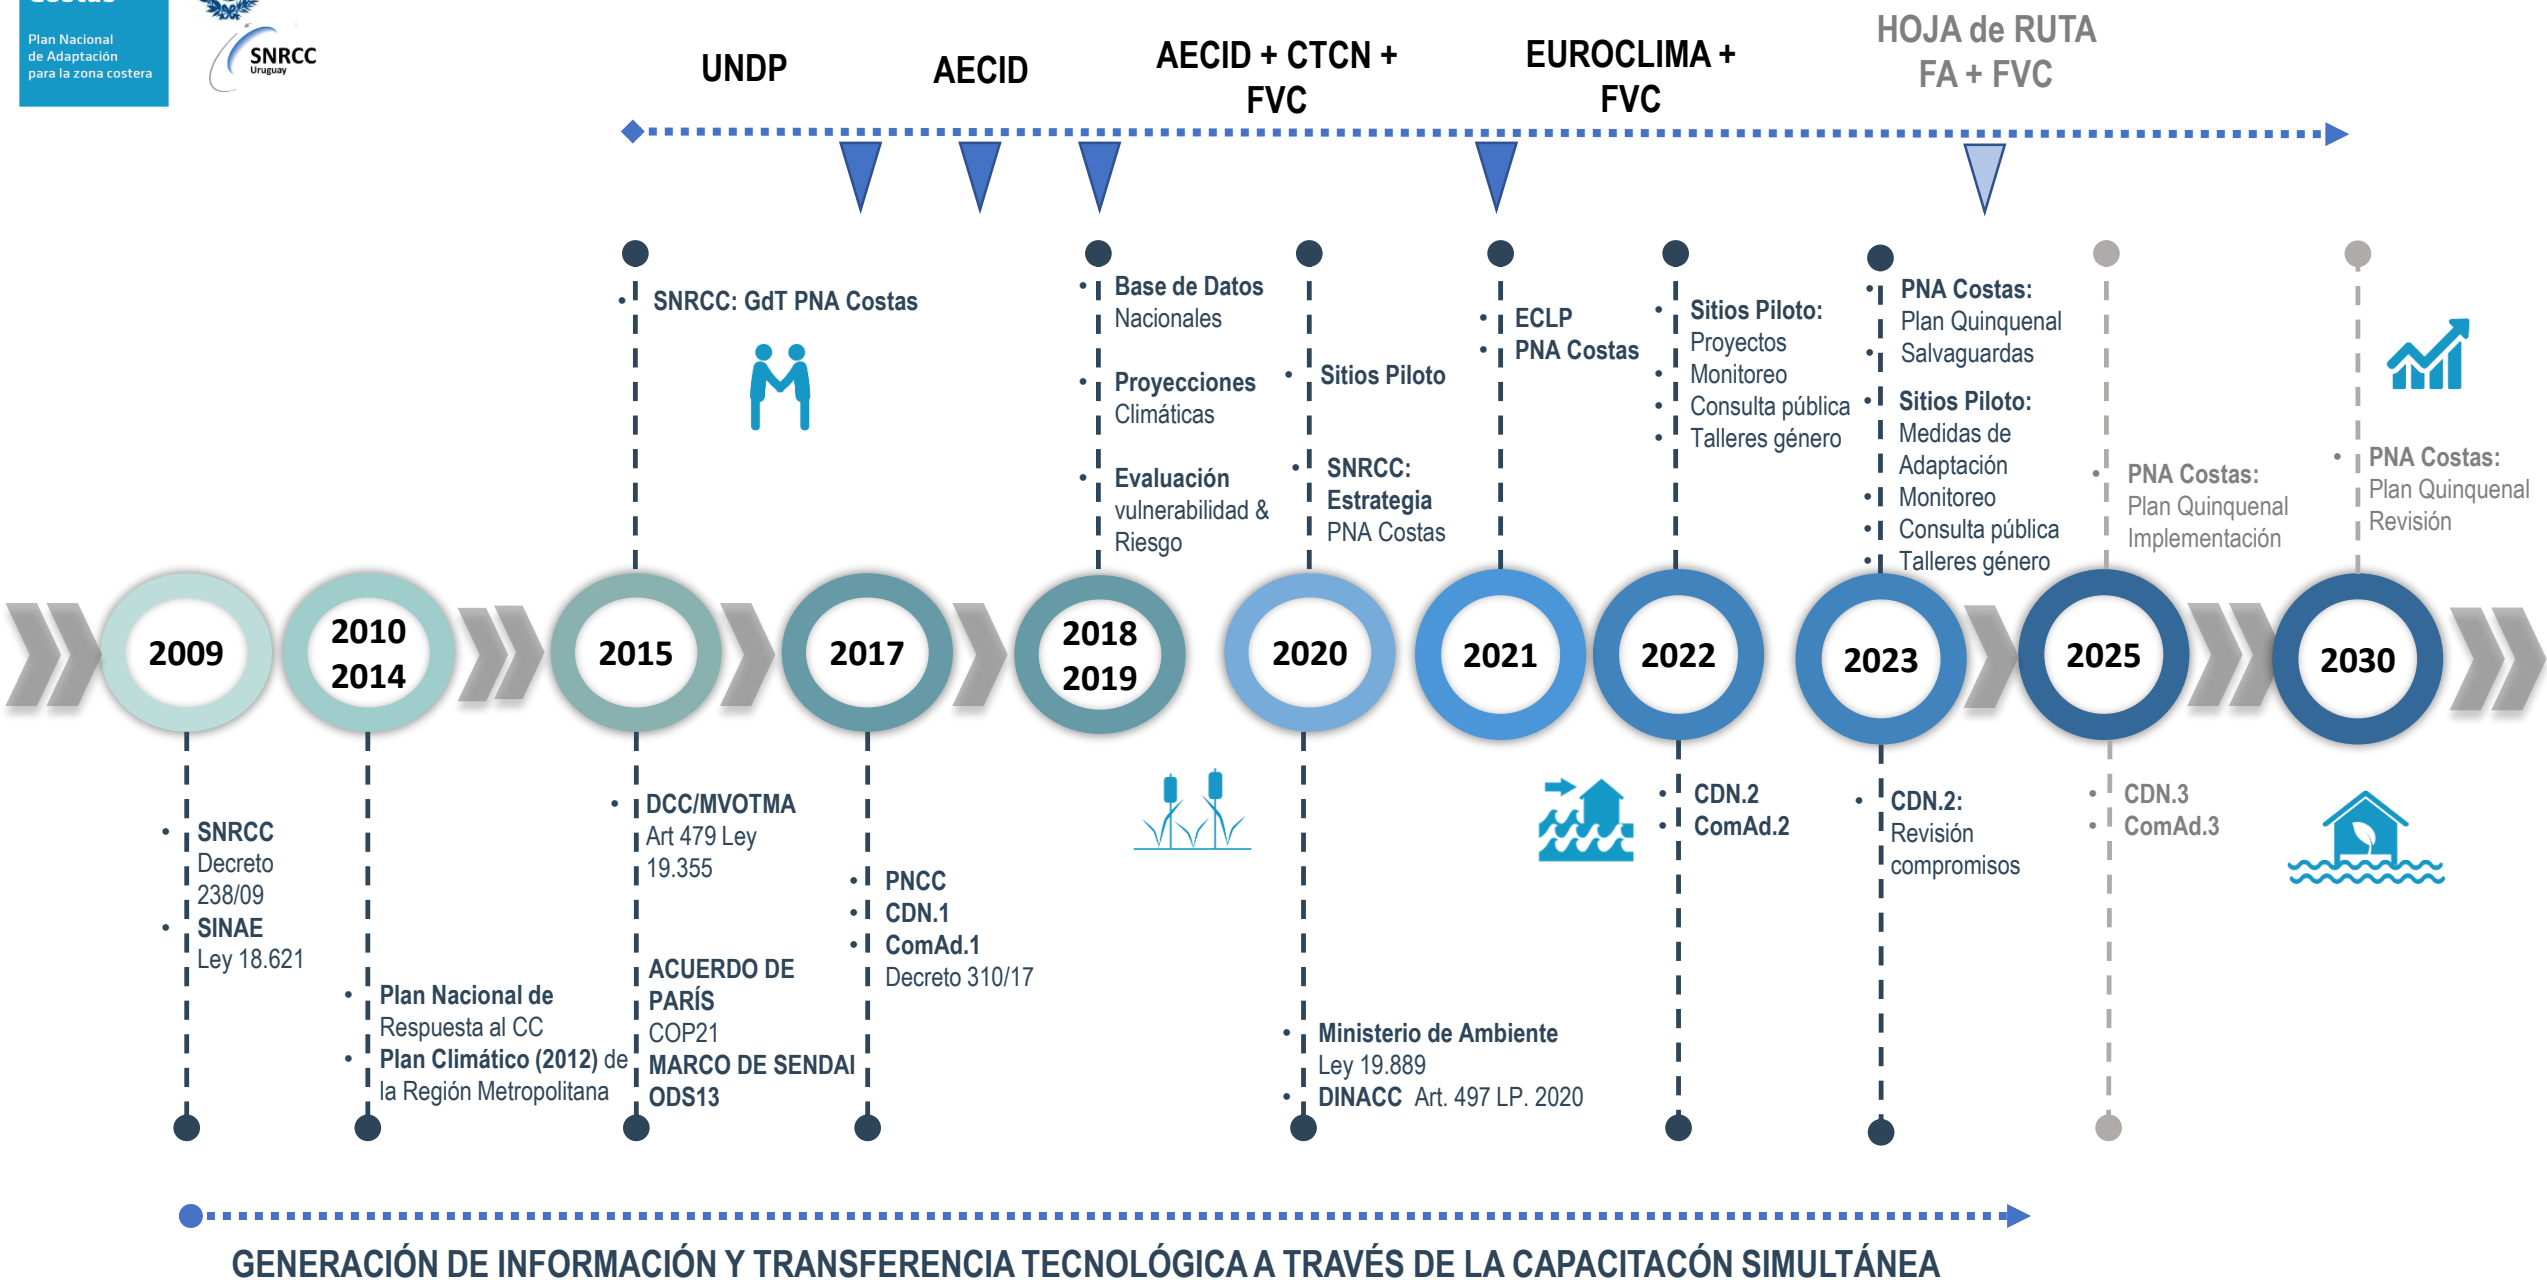 Costas
Plan Nacional
de Adaptación
para la zona costera
SNRCC
Uruguay
UNDP
AECID
AECID + CTCN +
FVC
EUROCLIMA +
FVC
HOJA de RUTA
FA + FVC
• SNRCC: GdT PNA Costas
• Base de Datos
Nacionales
• Proyecciones
Climáticas
• Evaluación
vulnerabilidad &
Riesgo
• Sitios Piloto
• SNRCC:
Estrategia
PNA Costas
• ECLP
• PNA Costas
• Sitios Piloto:
Proyectos
• Monitoreo
• Consulta pública
• Talleres género
• PNA Costas:
Plan Quinquenal
• Salvaguardas
• Sitios Piloto:
Medidas de
Adaptación
• Monitoreo
• Consulta pública
• Talleres género
• PNA Costas:
Plan Quinquenal
Implementación
• PNA Costas:
Plan Quinquenal
Revisión
2009
2010
2014
2015
2017
2018
2019
2020
2021
2022
2023
2025
2030
• SNRCC
Decreto
238/09
• SINAE
Ley 18.621
• Plan Nacional de
Respuesta al CC
• Plan Climático (2012) de
la Región Metropolitana
• DCC/MVOTMA
Art 479 Ley
19.355
ACUERDO DE
PARÍS
COP21
MARCO DE SENDAI
ODS13
• PNCC
• CDN.1
• ComAd.1
Decreto 310/17
• Ministerio de Ambiente
Ley 19.889
• DINACC Art. 497 LP. 2020
• CDN.2
• ComAd.2
• CDN.2:
Revisión
compromisos
• CDN.3
• ComAd.3
GENERACIÓN DE INFORMACIÓN Y TRANSFERENCIA TECNOLÓGICA A TRAVÉS DE LA CAPACITACÓN SIMULTÁNEA